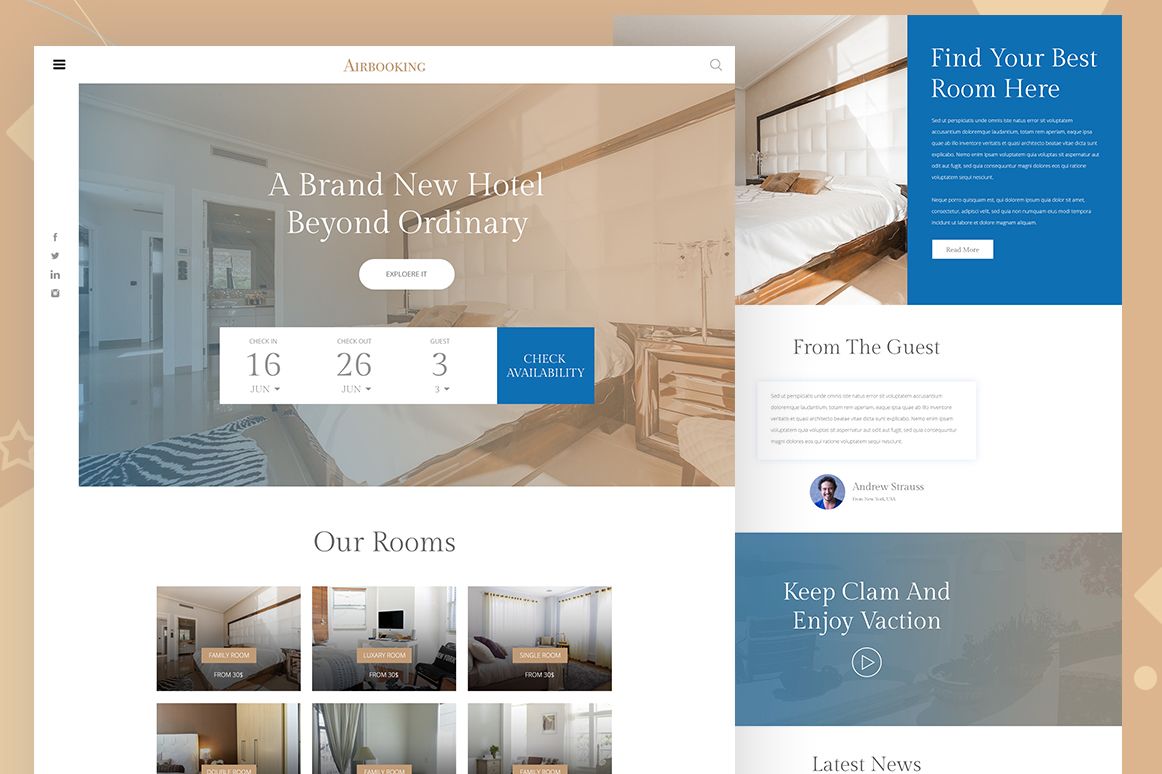 AIRBOOKING
A Brand New Hotel
Beyond Ordinary
EXPLOERE IT
CHECK IN
16
JUN
CHECK OUT
26
JUN
GUEST
3
3
CHECK
AVAILABILITY
Our Rooms
FAMILY ROOM
FROM 30$
LUXARY ROOM
FROM 30$
SINGLE ROOM
FROM 30$
DOUBLE ROOM
FAMILY ROOM
FAMILY ROOM
Find Your Best
Room Here
Sed ut perspiciatis unde omnis iste natus error sit voluptatem
accusantium doloremque laudantium, totam rem aperiam, eaque ipsa
quae ab illo inventore veritatis et quasi architecto beatae vitae dicta sunt
explicabo. Nemo enim ipsam voluptatem quia voluptas sit aspernatur aut
odit aut fugit, sed quia consequuntur magni dolores eos qui ratione
voluptatem sequi nesciunt.
Neque porro quisquam est, qui dolorem ipsum quia dolor sit amet,
consectetur, adipisci velit, sed quia non numquam eius modi tempora
incidunt ut labore et dolore magnam aliquam.
Read More
From The Guest
Sed ut perspiciatis unde omnis iste natus error sit voluptatem accusantium
doloremque laudantium, totam rem aperiam, eaque ipsa quae ab illo inventore
veritatis et quasi architecto beatae vitae dicta sunt explicabo. Nemo enim ipsam
voluptatem quia voluptas sit aspernatur aut odit aut fugit, sed quia consequuntur
magni dolores eos qui ratione voluptatem sequi nesciunt.
Andrew Strauss
From New York, USA
Keep Clam And
Enjoy Vaction
Latest News